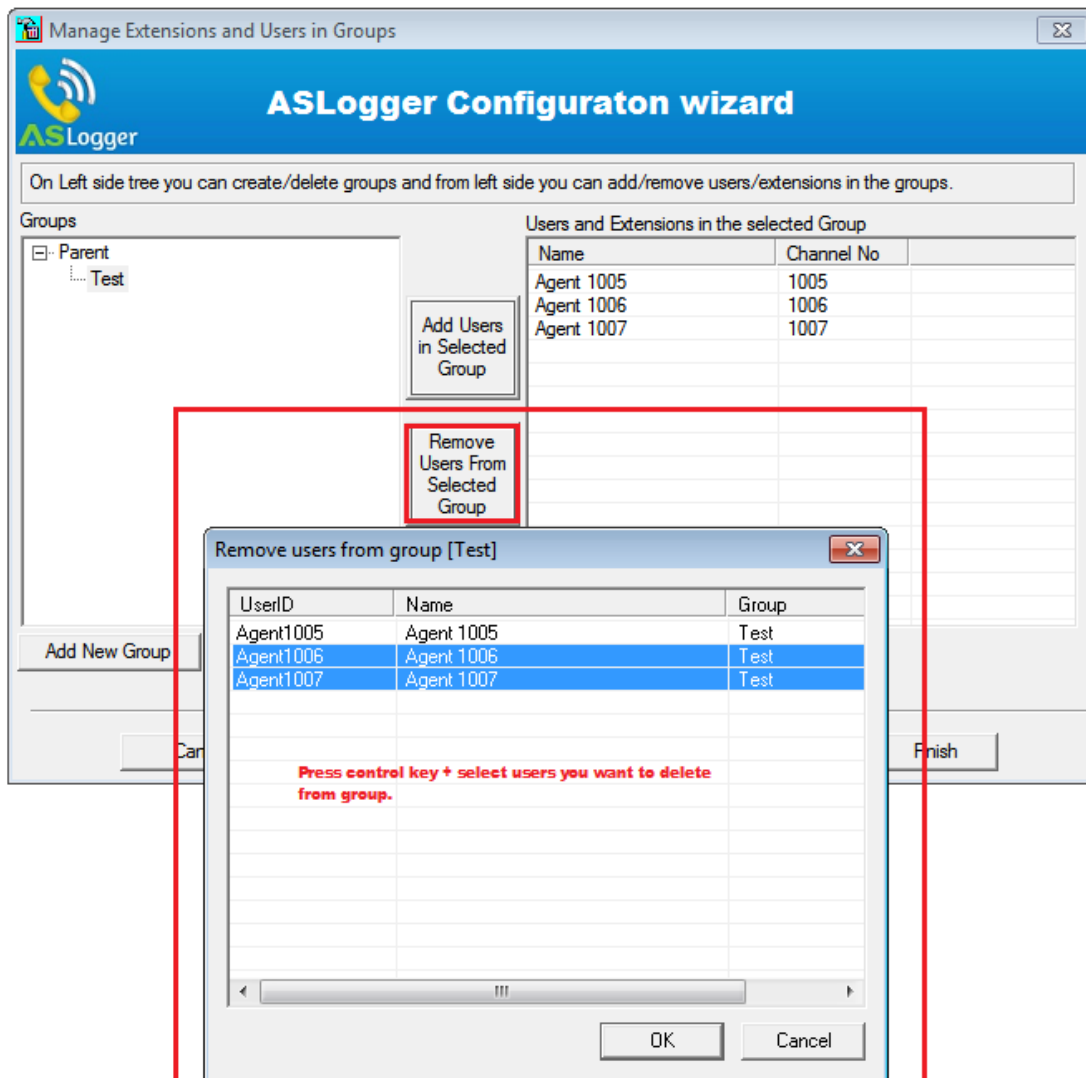 Manage Extensions and Users in Groups
ASLogger Configuraton wizard
ASLogger
On Left side tree you can create/delete groups and from left side you can add/remove users/extensions in the groups.
Groups
Users and Extensions in the selected Group
Parent
Test
Name Channel No
Agent 1005 1005
Agent 1006 1006
Agent 1007 1007
Add Users
in Selected
Group
Remove
Users From
Selected
Group
Add New Group
Can
Finish
Remove users from group [Test]
UserID Name Group
Agent1005 Agent 1005 Test
Agent1006 Agent 1006 Test
Agent1007 Agent 1007 Test
Press control key + select users you want to delete
from group.
OK Cancel